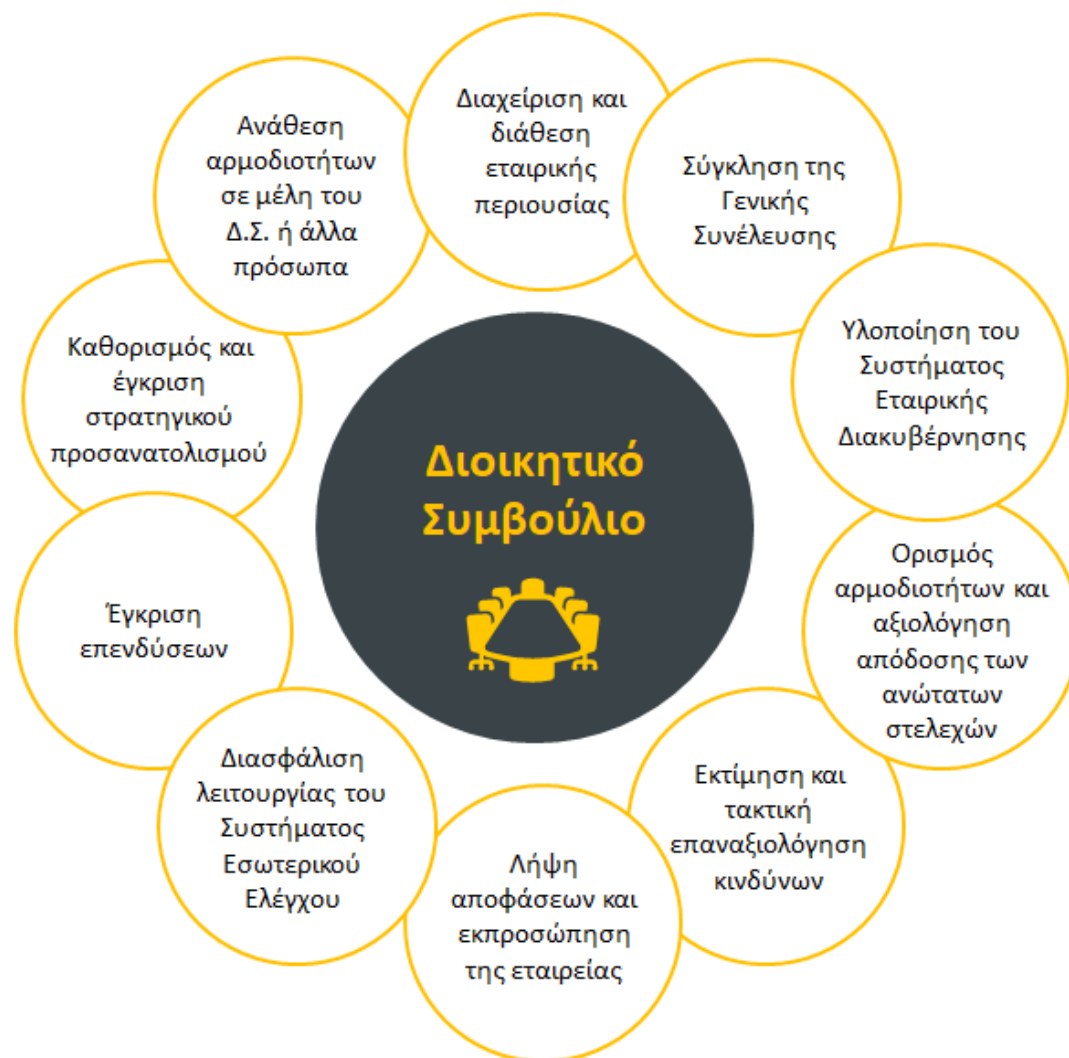 Διαχείριση και
διάθεση
εταιρικής
περιουσίας
Σύγκληση της
Γενικής
Συνέλευσης
Υλοποίηση του
Συστήματος
Εταιρικής
Διακυβέρνησης
Ορισμός
αρμοδιοτήτων και
αξιολόγηση
απόδοσης των
ανώτατων
στελεχών
Εκτίμηση και
τακτική
επαναξιολόγηση
κινδύνων
Λήψη
αποφάσεων και
εκπροσώπηση
της εταιρείας
Διασφάλιση
λειτουργίας του
Συστήματος
Εσωτερικού
Ελέγχου
Έγκριση
επενδύσεων
Καθορισμός και
έγκριση
στρατηγικού
προσανατολισμού
Ανάθεση
αρμοδιοτήτων
σε μέλη του
Δ.Σ. ή άλλα
πρόσωπα
Διοικητικό
Συμβούλιο